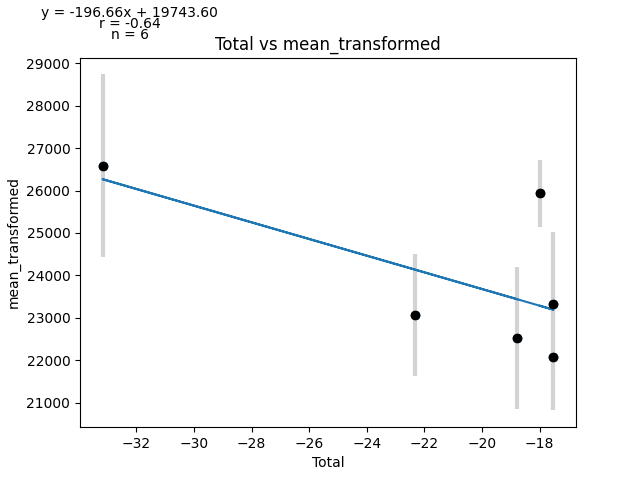 y = -196.66x + 19743.60
r = -0.64
n = 6
Total vs mean_transformed
29000
28000
27000
26000
25000
24000
23000
22000
21000
mean_transformed
−32
−30
−28
−26
−24
−22
−20
−18
Total